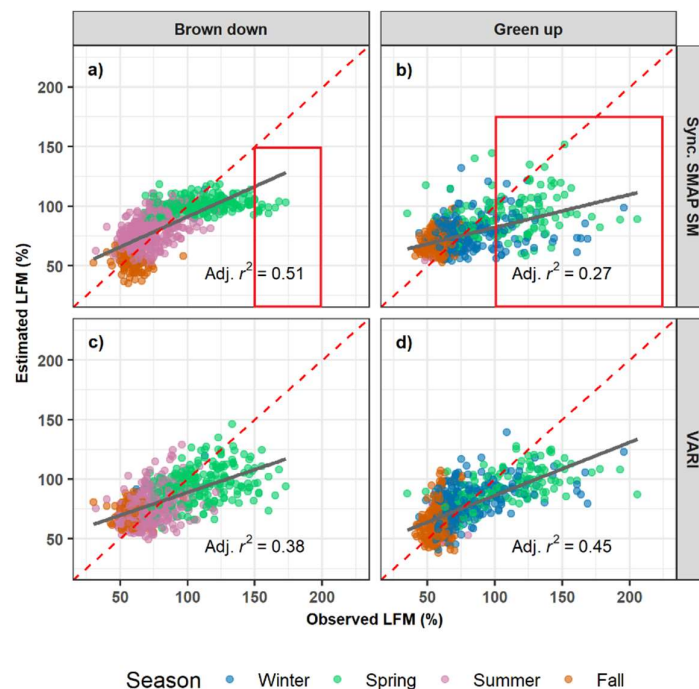 Brown down
Green up
a)
b)
Sync. SMAP SM
200
150
100
50
Adj. r² = 0.51
Adj. r² = 0.27
Estimated LFM (%)
c)
d)
VARI
200
150
100
50
Adj. r² = 0.38
Adj. r² = 0.45
50 100 150 200 50 100 150 200
Observed LFM (%)
Season Winter Spring Summer Fall